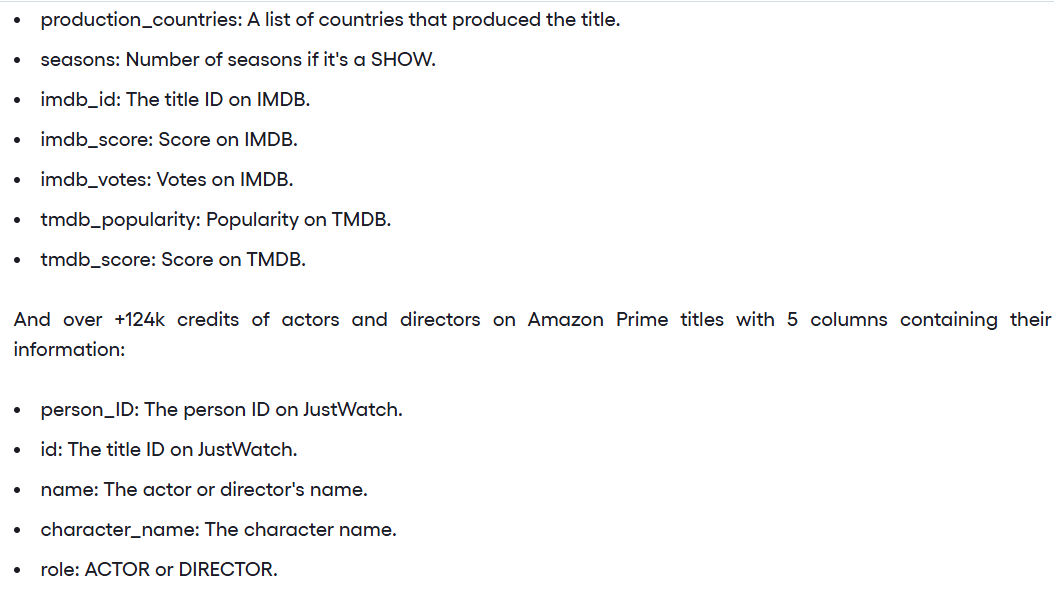 • production_countries: A list of countries that produced the title.
• seasons: Number of seasons if it's a SHOW.
• imdb_id: The title ID on IMDB.
• imdb_score: Score on IMDB.
• imdb_votes: Votes on IMDB.
• tmdb_popularity: Popularity on TMDB.
• tmdb_score: Score on TMDB.
And over +124k credits of actors and directors on Amazon Prime titles with 5 columns containing their
information:
• person_ID: The person ID on JustWatch.
• id: The title ID on JustWatch.
• name: The actor or director's name.
• character_name: The character name.
• role: ACTOR or DIRECTOR.